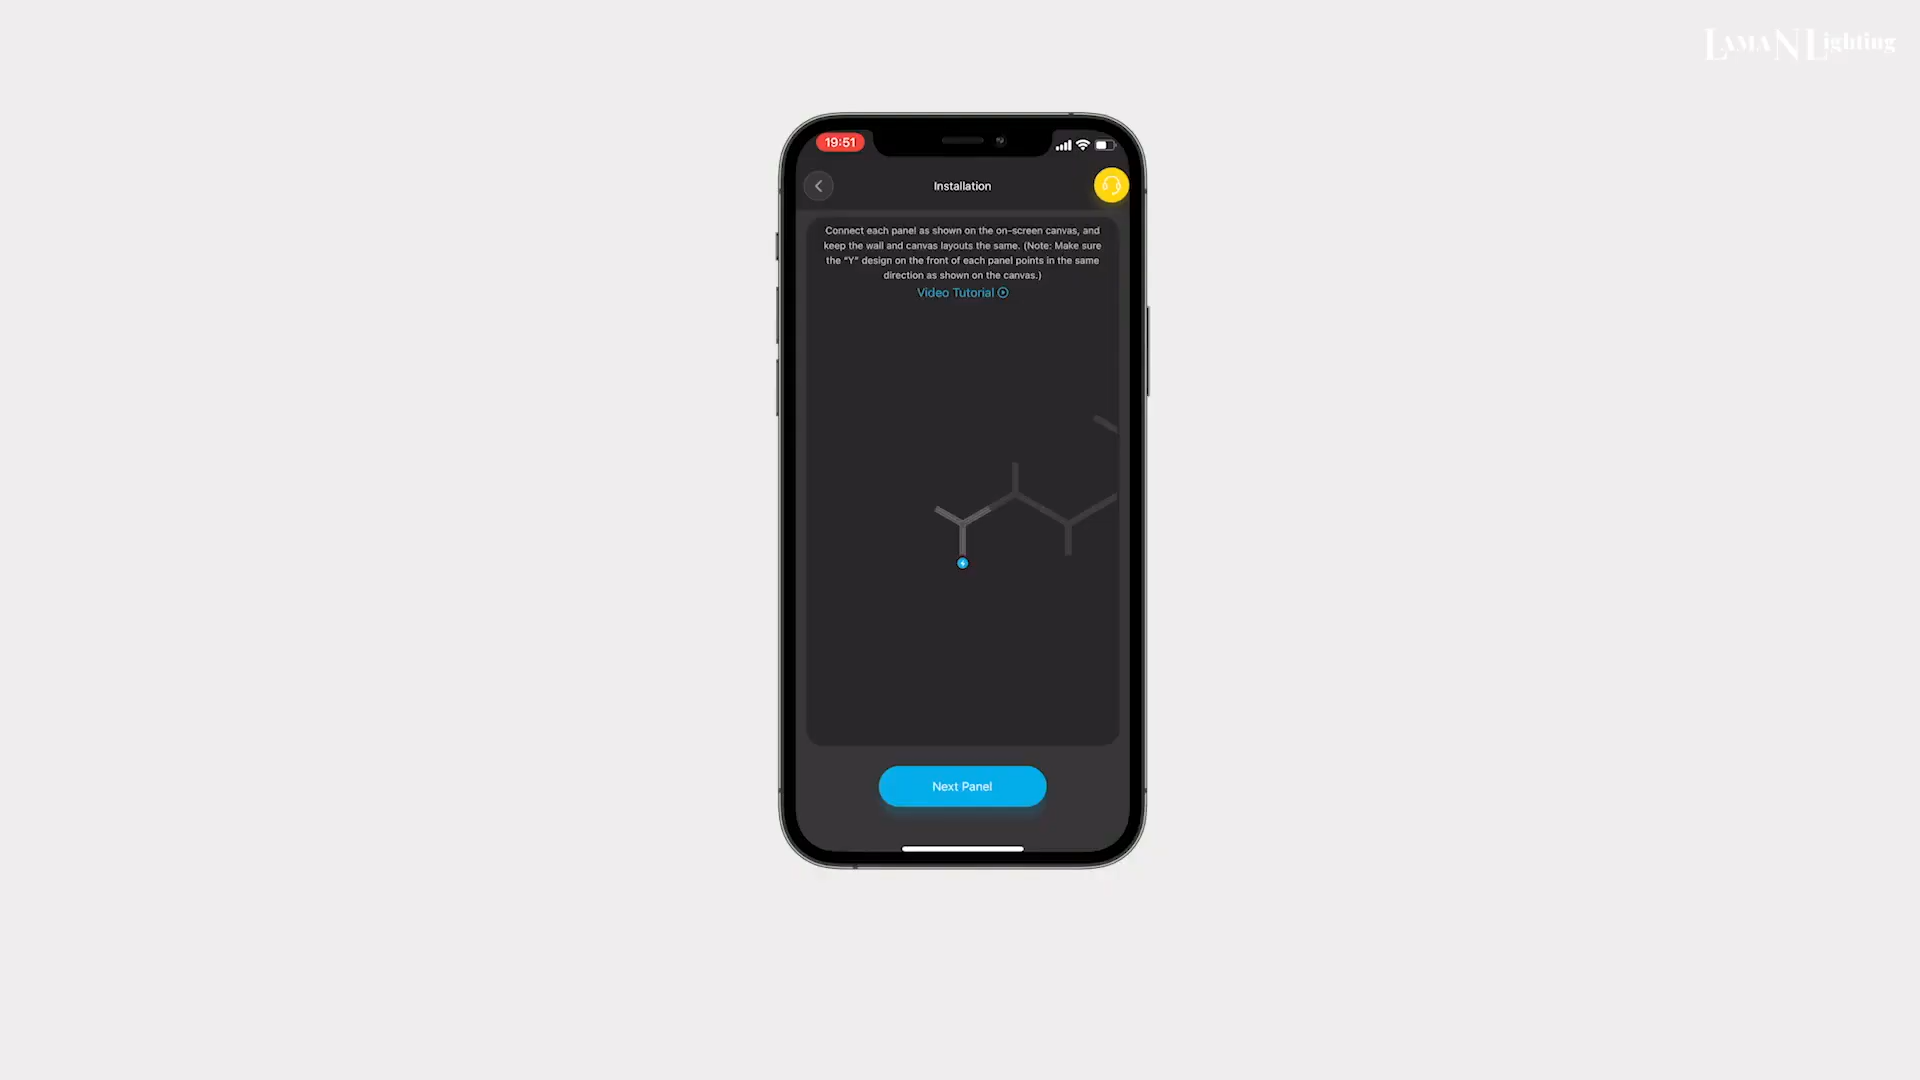 LAMA N LIGHTING
19:51
Installation
Connect each panel as shown on the on-screen canvas, and
keep the wall and canvas layouts the same. (Note: Make sure
the “Y” design on the front of each panel points in the same
direction as shown on the canvas.)
Video Tutorial
Next Panel